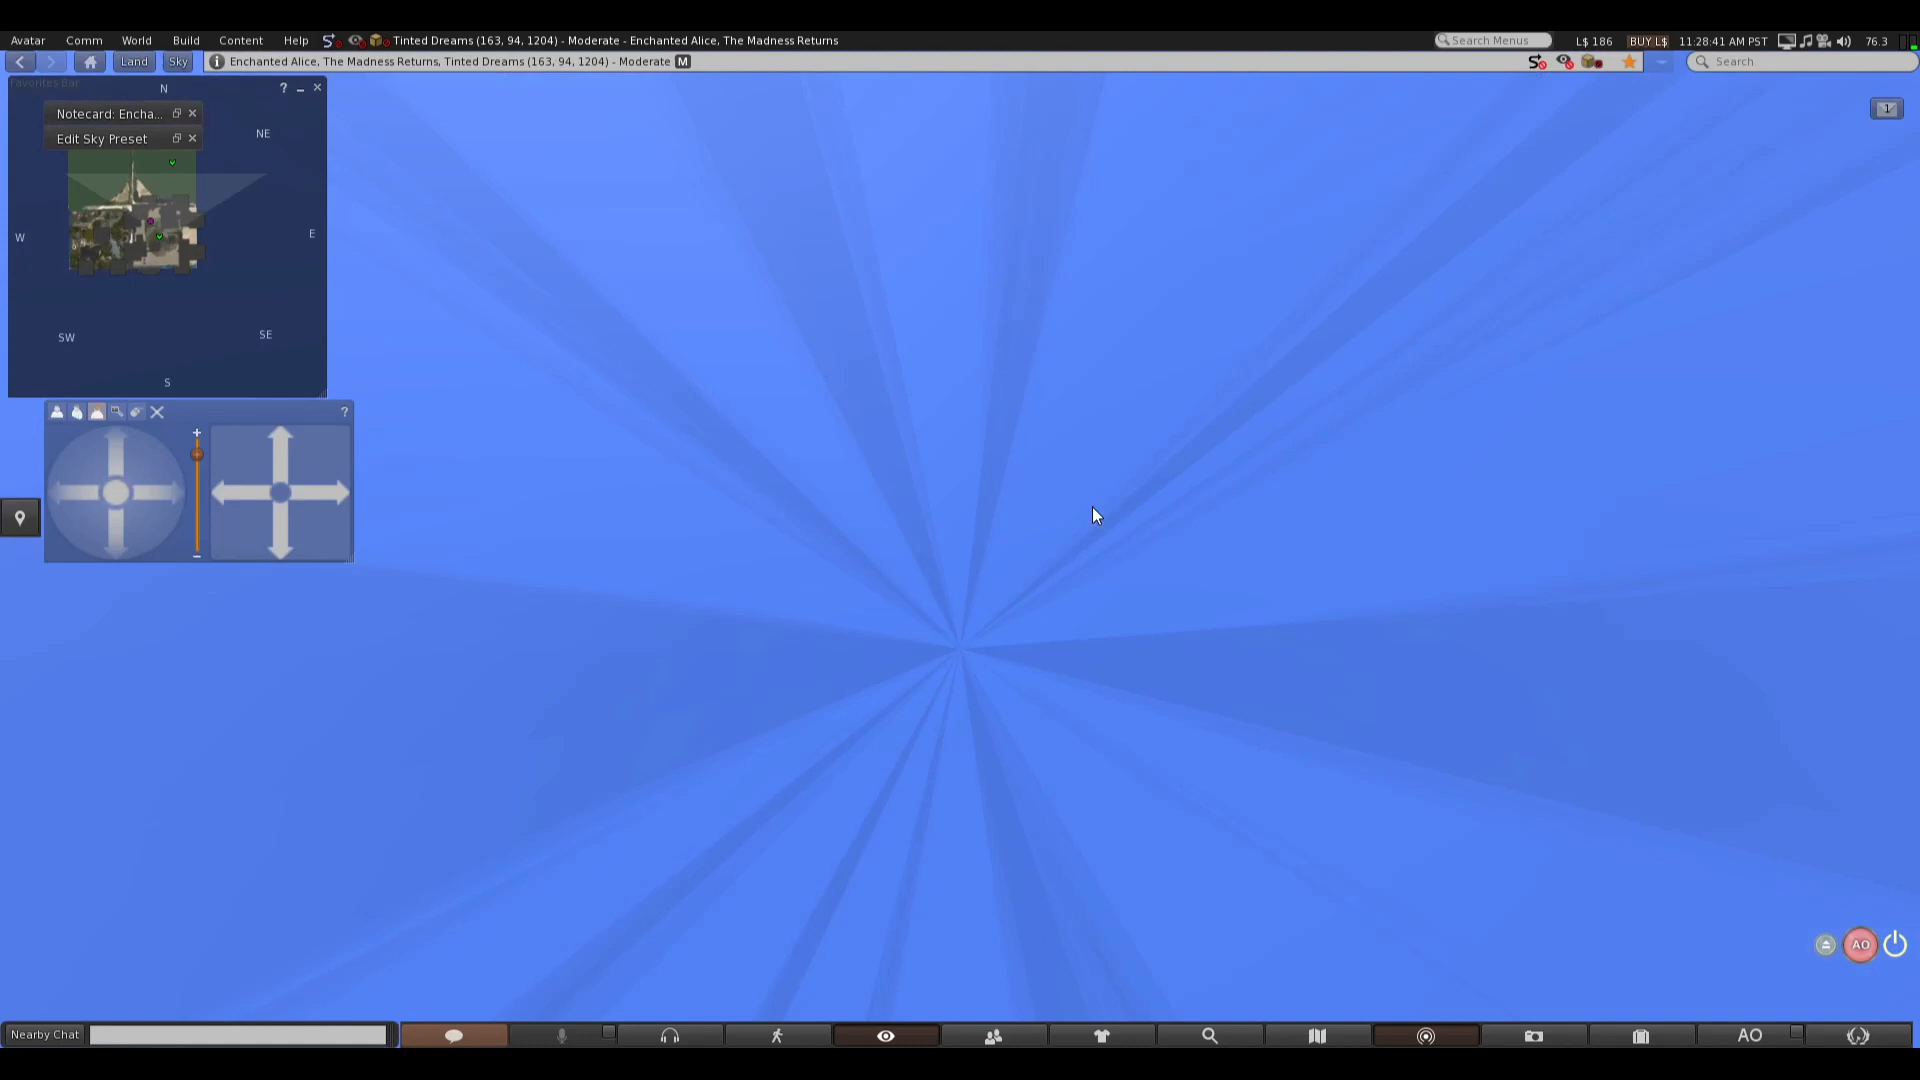 Avatar Comm World Build Content Help Tinted Dreams (163, 94, 1204) - Moderate - Enchanted Alice, The Madness Returns Search Menus L$ 186 BUY L$ 11:28:41 AM PST 76.3
Land Sky Enchanted Alice, The Madness Returns, Tinted Dreams (163, 94, 1204) - Moderate M Search
Favorites Bar
N ?
1
Notecard: Encha...
NE
Edit Sky Preset
W E
SW SE
S
?
+
AO
Nearby Chat AO